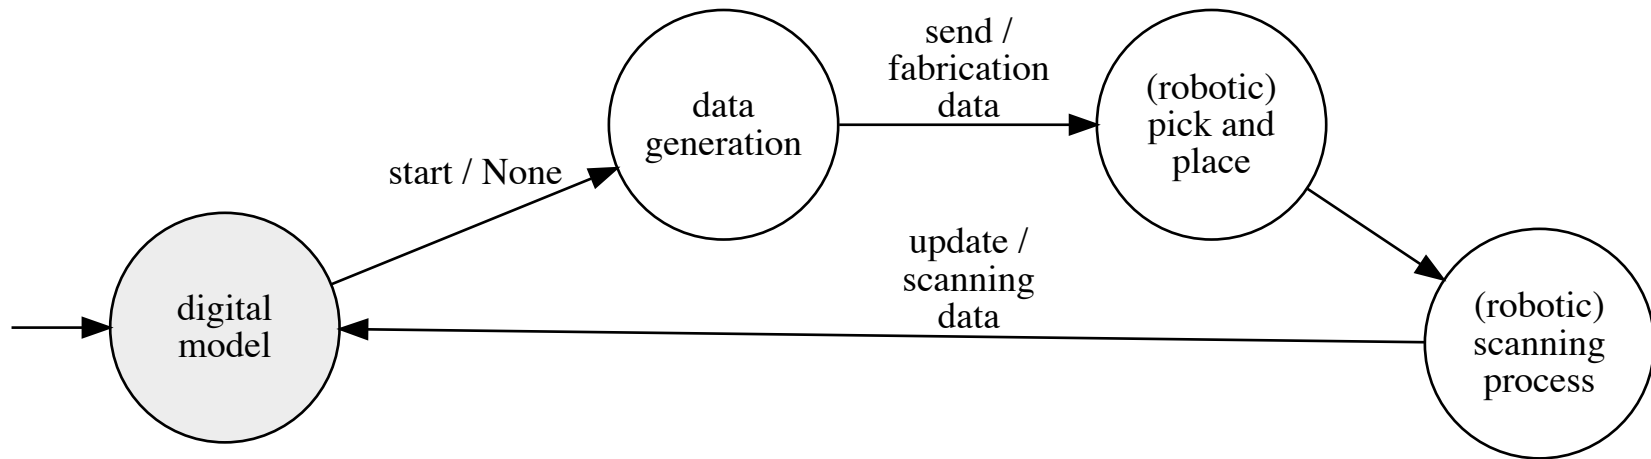 send /
fabrication
data
(robotic)
pick and
place
data
generation
start / None
update /
scanning
data
digital
model
(robotic)
scanning
process